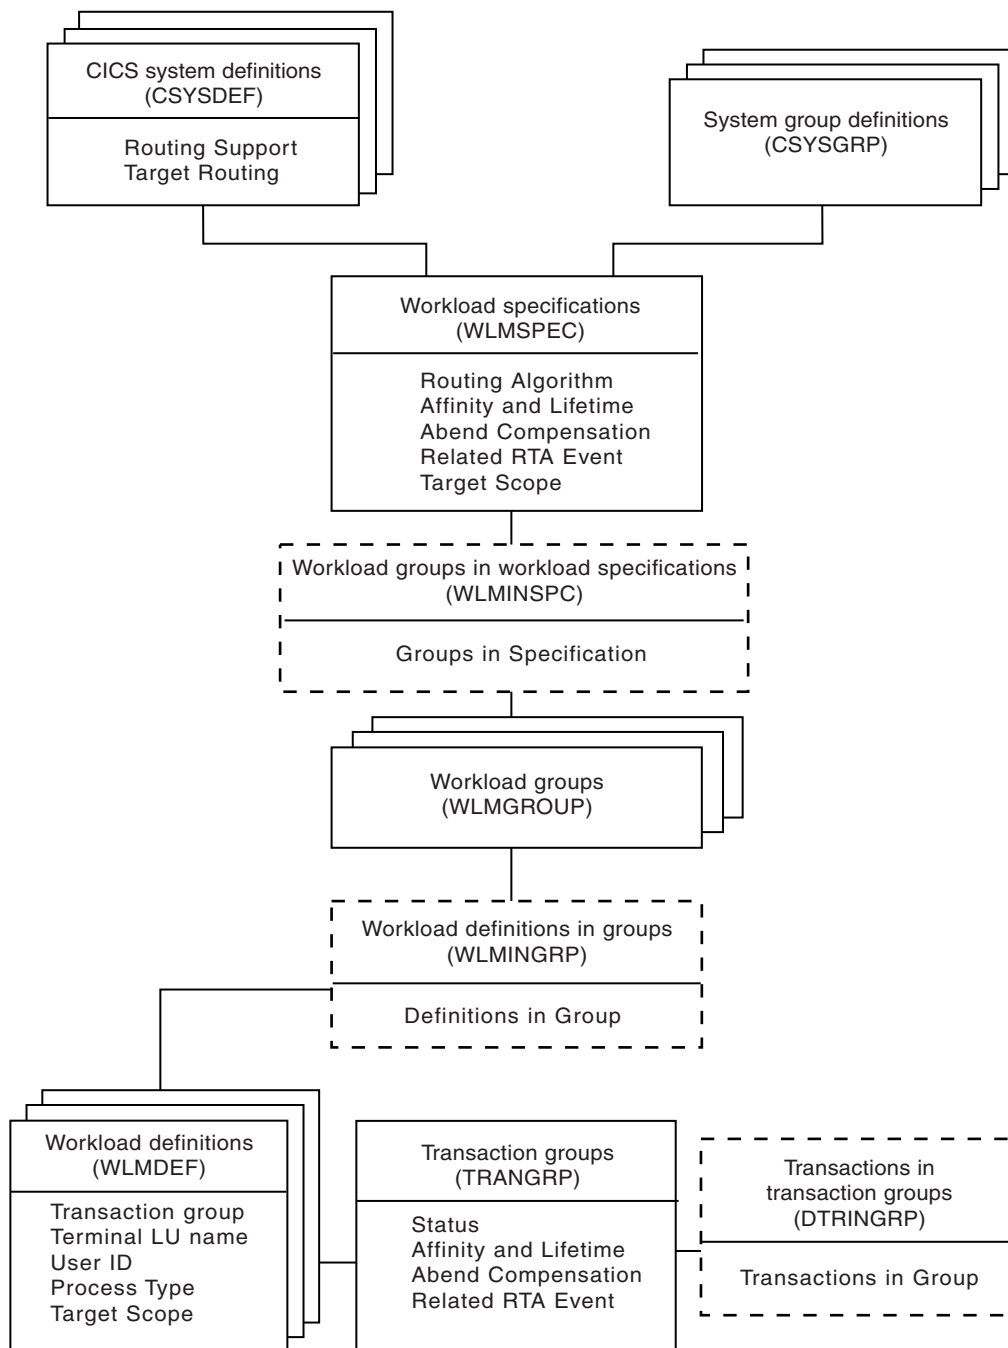 CICS system definitions
(CSYSDEF)
Routing Support
Target Routing
System group definitions
(CSYSGRP)
Workload specifications
(WLMSPEC)
Routing Algorithm
Affinity and Lifetime
Abend Compensation
Related RTA Event
Target Scope
Workload groups in workload specifications
(WLMINSPC)
Groups in Specification
Workload groups
(WLMGROUP)
Workload definitions in groups
(WLMINGRP)
Definitions in Group
Workload definitions
(WLMDEF)
Transaction group
Terminal LU name
User ID
Process Type
Target Scope
Transaction groups
(TRANGRP)
Status
Affinity and Lifetime
Abend Compensation
Related RTA Event
Transactions in
transaction groups
(DTRINGRP)
Transactions in Group